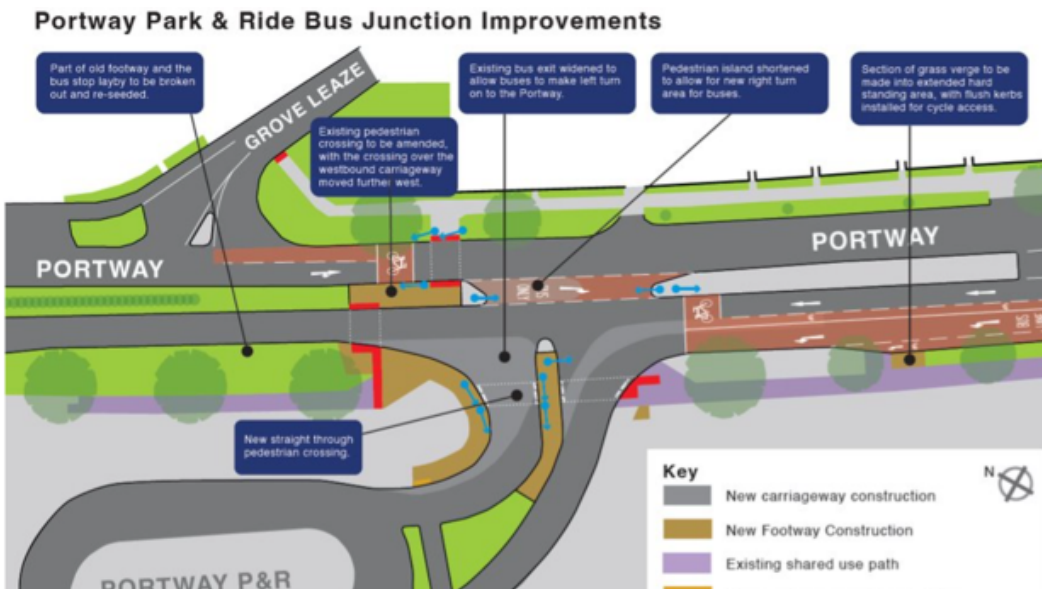 Portway Park & Ride Bus Junction Improvements
Part of old footway and the
bus stop layby to be broken
out and re-seeded.
Existing bus exit widened to
allow buses to make left turn
on to the Portway.
Pedestrian island shortened
to allow for new right turn
area for buses.
Section of grass verge to be
made into extended hard
standing area, with flush kerbs
installed for cycle access.
GROVE LEAZE
Existing pedestrian
crossing to be amended,
with the crossing over the
westbound carriageway
moved further west.
PORTWAY
PORTWAY
ONLY
BUS
New straight through
pedestrian crossing.
PORTWAY P&R
Key
N
New carriageway construction
New Footway Construction
Existing shared use path